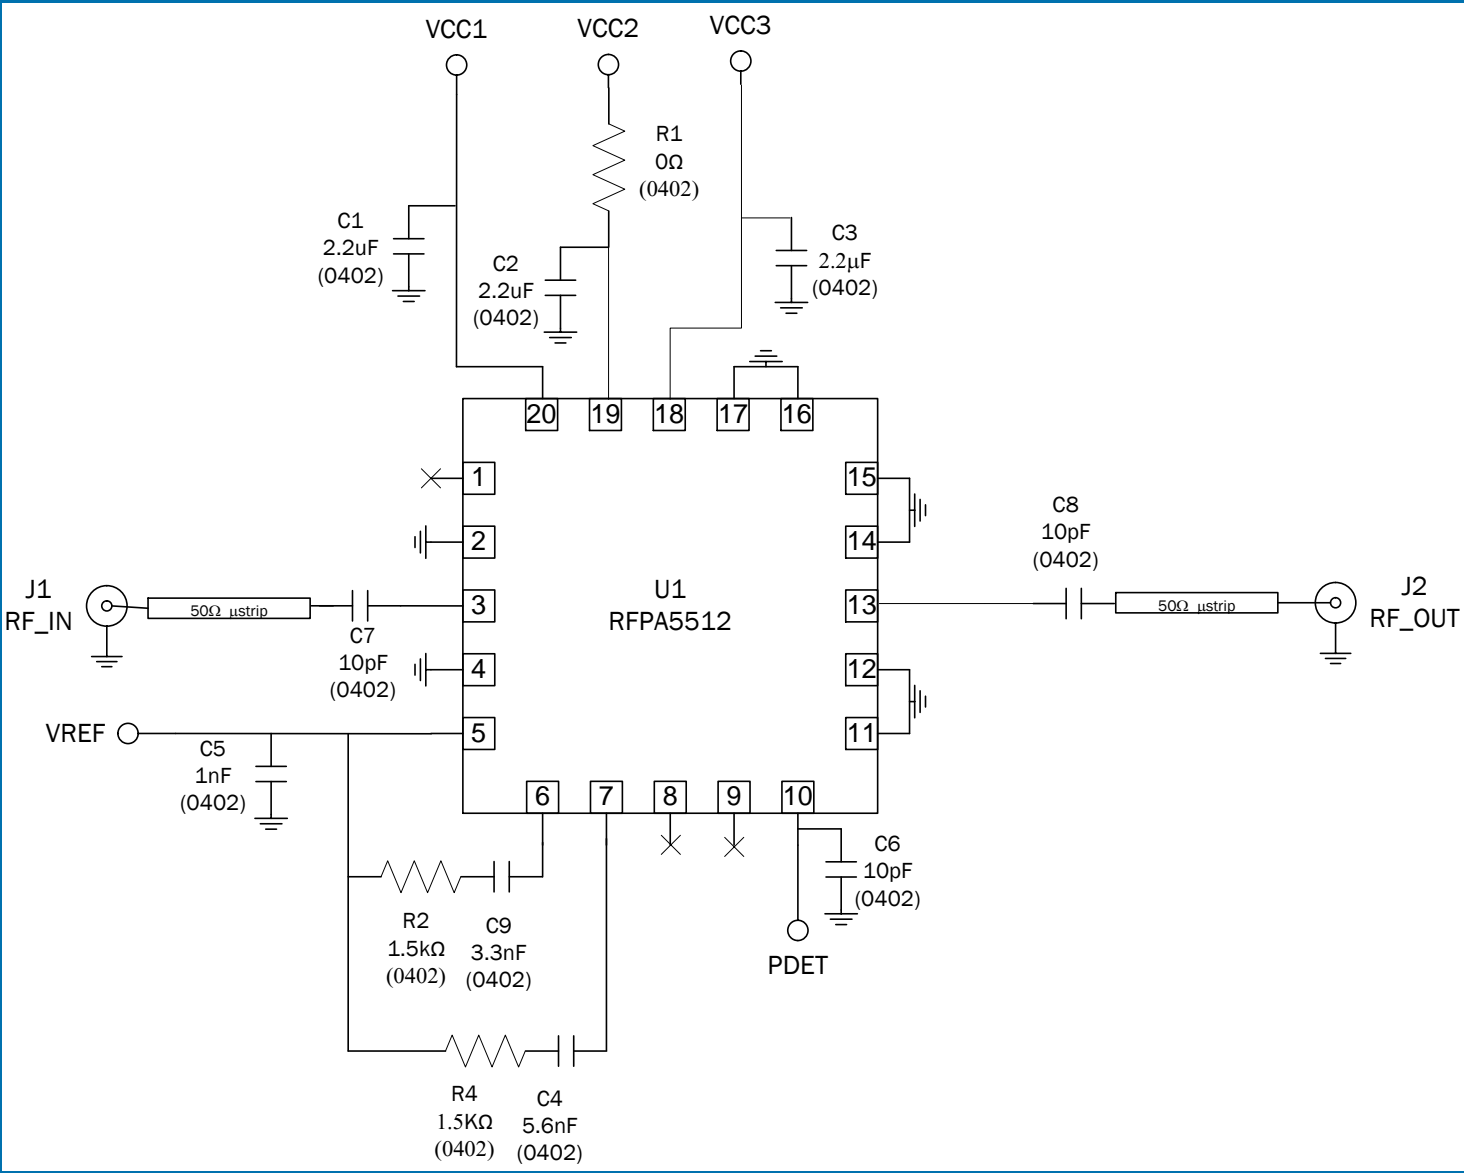 VCC1
VCC2
VCC3
R1
0Ω
(0402)
C1
2.2uF
(0402)
C2
2.2uF
(0402)
C3
2.2μF
(0402)
20
19
18
17
16
1
2
3
4
5
15
14
13
12
11
6
7
8
9
10
U1
RFPA5512
J1
RF_IN
50Ω μstrip
C7
10pF
(0402)
C8
10pF
(0402)
50Ω μstrip
J2
RF_OUT
VREF
C5
1nF
(0402)
C6
10pF
(0402)
PDET
R2
1.5kΩ
(0402)
C9
3.3nF
(0402)
R4
1.5KΩ
(0402)
C4
5.6nF
(0402)